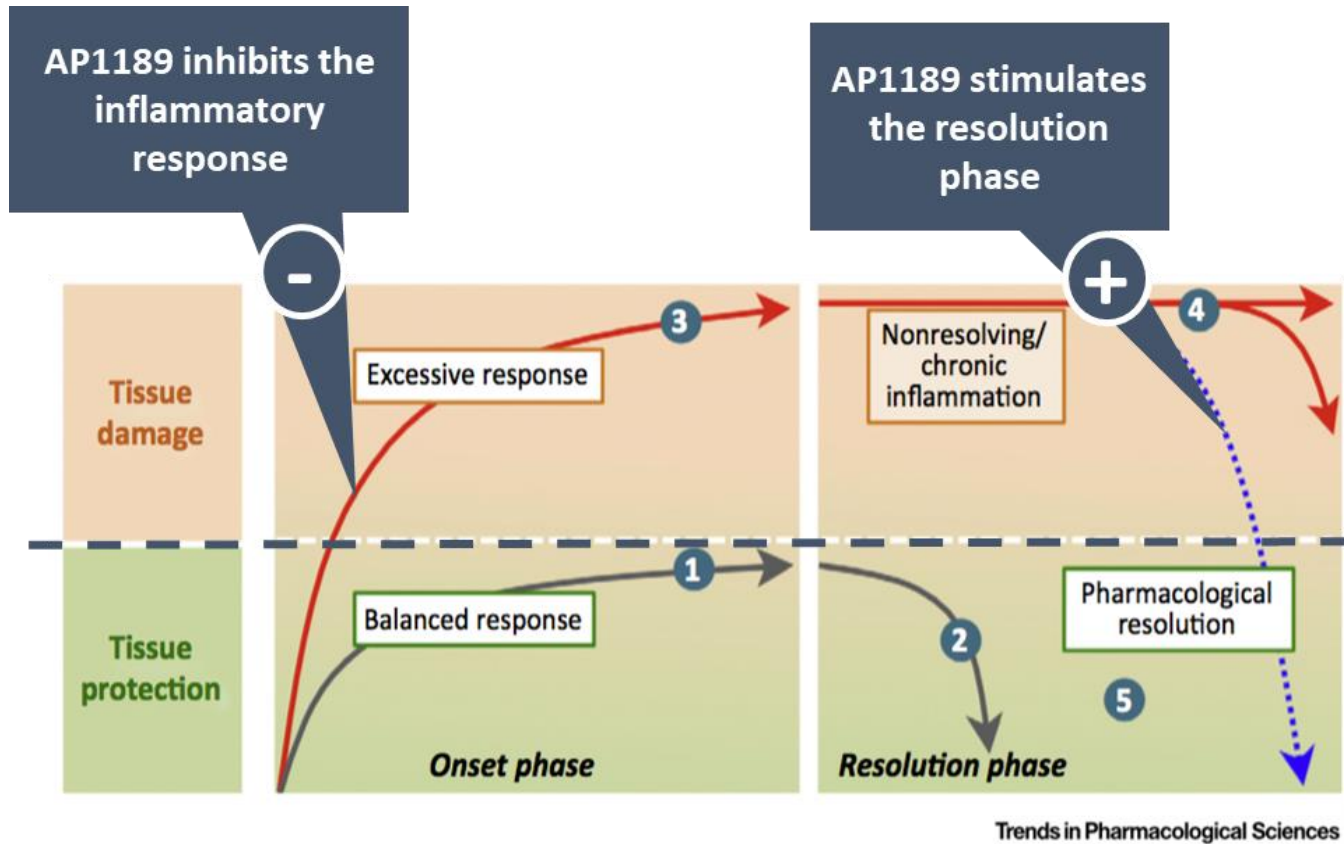 AP1189 inhibits the
inflammatory
response
AP1189 stimulates
the resolution
phase
-
+
Tissue
damage
Excessive response
3
Nonresolving/
chronic
inflammation
4
Tissue
protection
Balanced response
1
2
Pharmacological
resolution
5
Onset phase
Resolution phase
Trends in Pharmacological Sciences